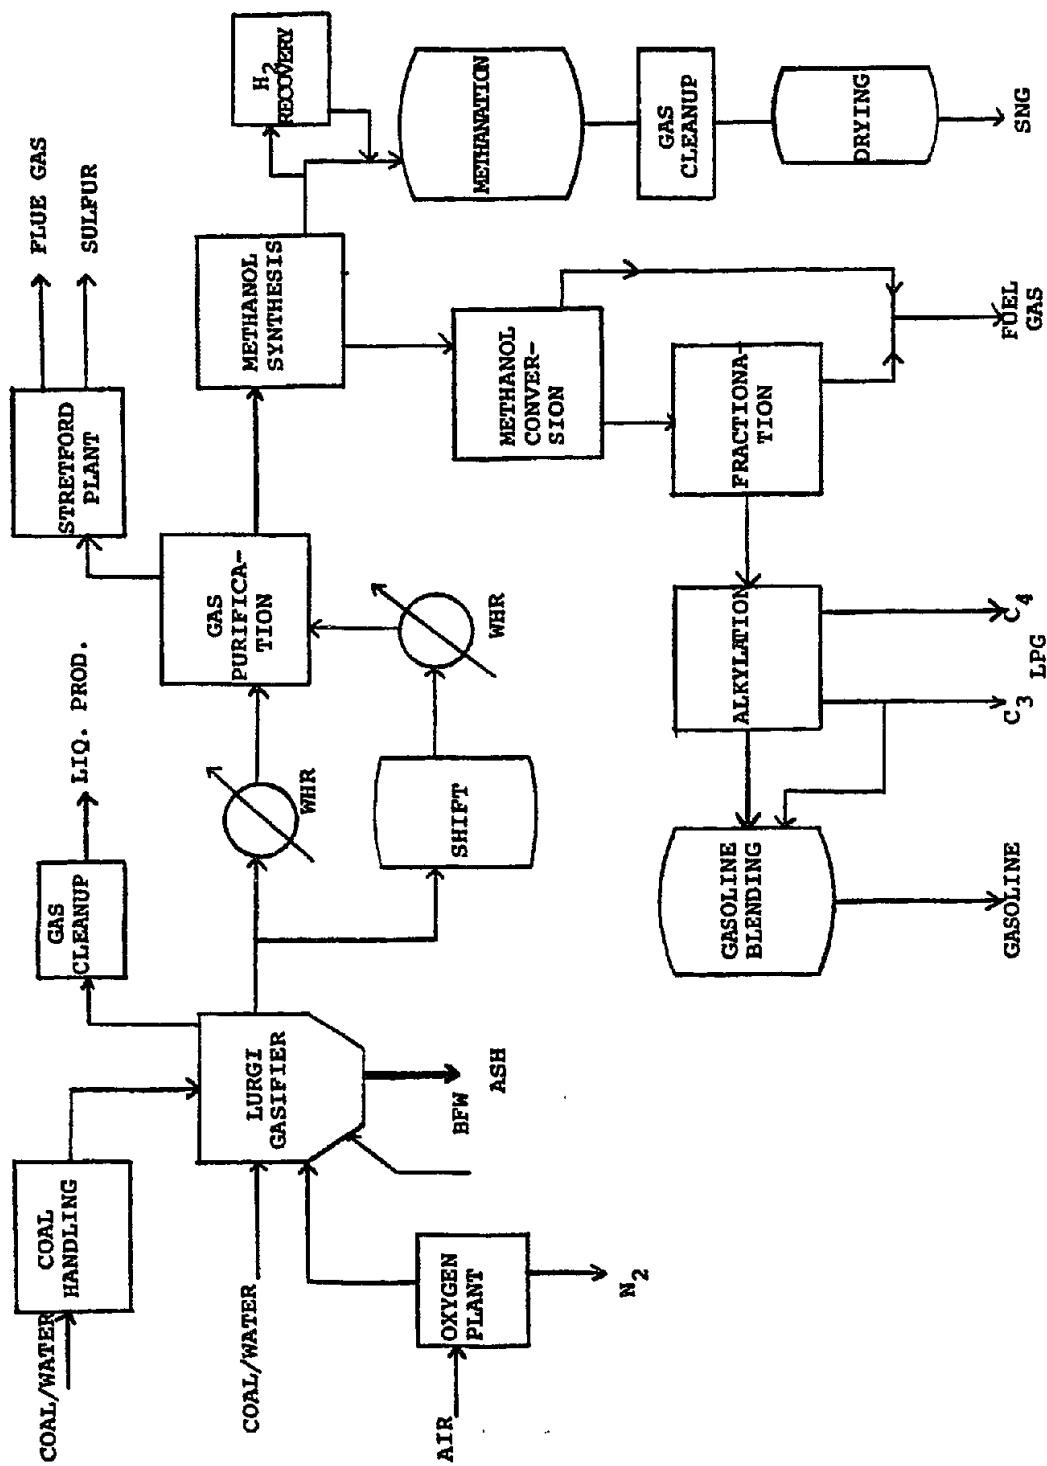 COAL/WATER
COAL
HANDLING
GAS
CLEANUP
LIQ. PROD.
STRETFORD
PLANT
FLUE GAS
SULFUR
COAL/WATER
LURGI
GASIFIER
WHR
GAS
PURIFICA-
TION
METHANOL
SYNTHESIS
H2
RECOVERY
AIR
OXYGEN
PLANT
N2
BFW
ASH
SHIFT
WHR
METHANOL
CONVER-
SION
METHANATION
GAS
CLEANUP
DRYING
SNG
GASOLINE
BLENDING
ALKYLATION
FRACTIONA-
TION
GASOLINE
C3
C4
LPG
FUEL
GAS